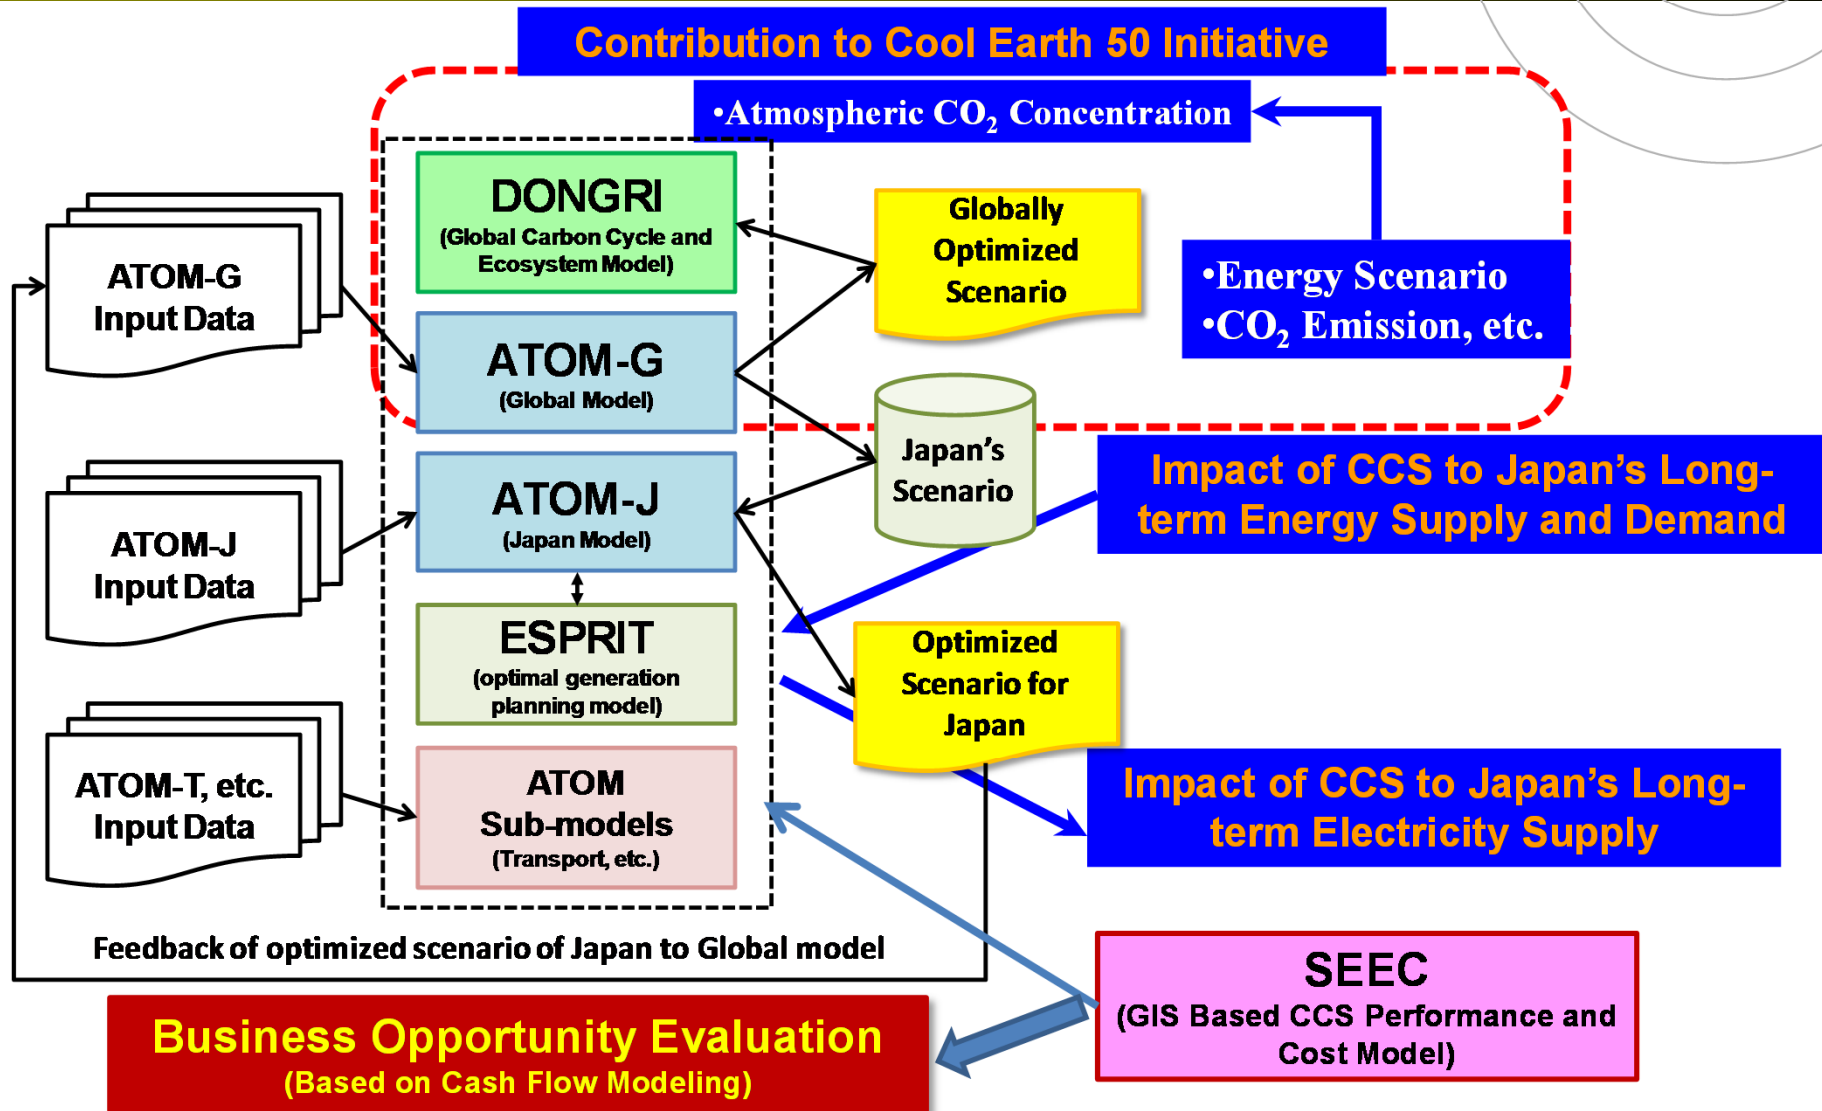 Contribution to Cool Earth 50 Initiative
•Atmospheric CO₂ Concentration
DONGRI
(Global Carbon Cycle and
Ecosystem Model)
Globally
Optimized
Scenario
•Energy Scenario
•CO₂ Emission, etc.
ATOM-G
Input Data
ATOM-G
(Global Model)
Japan's
Scenario
ATOM-J
(Japan Model)
Impact of CCS to Japan's Long-
term Energy Supply and Demand
ATOM-J
Input Data
ESPRIT
(optimal generation
planning model)
Optimized
Scenario for
Japan
ATOM-T, etc.
Input Data
ATOM
Sub-models
(Transport, etc.)
Impact of CCS to Japan's Long-
term Electricity Supply
Feedback of optimized scenario of Japan to Global model
SEEC
(GIS Based CCS Performance and
Cost Model)
Business Opportunity Evaluation
(Based on Cash Flow Modeling)